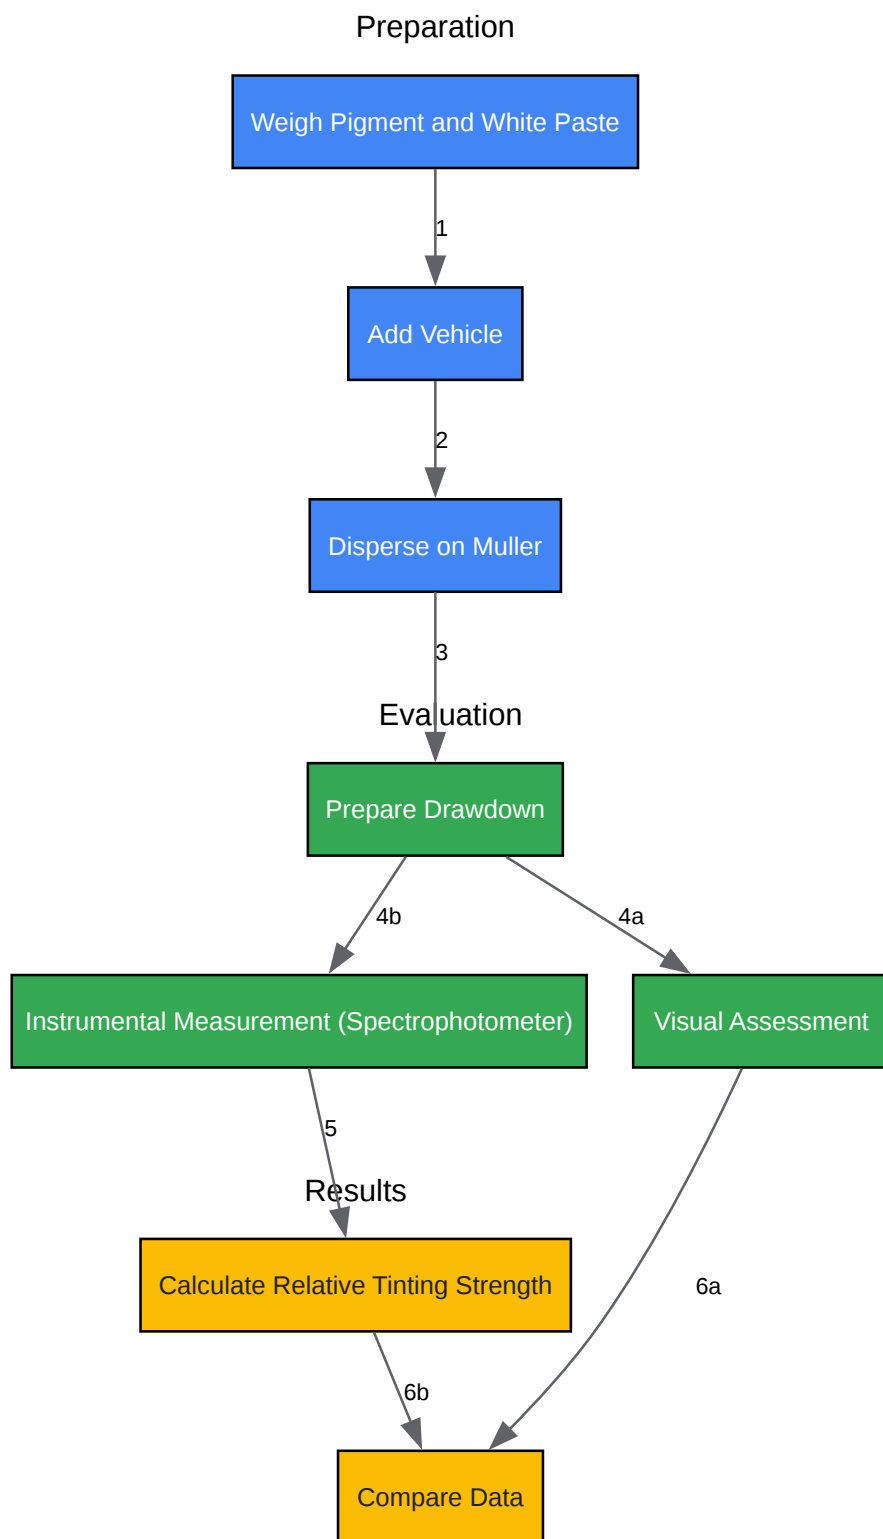 Preparation
Weigh Pigment and White Paste
1
Add Vehicle
2
Disperse on Muller
3
Evaluation
Prepare Drawdown
4b
4a
Instrumental Measurement (Spectrophotometer)
Visual Assessment
5
Results
Calculate Relative Tinting Strength
6a
6b
Compare Data